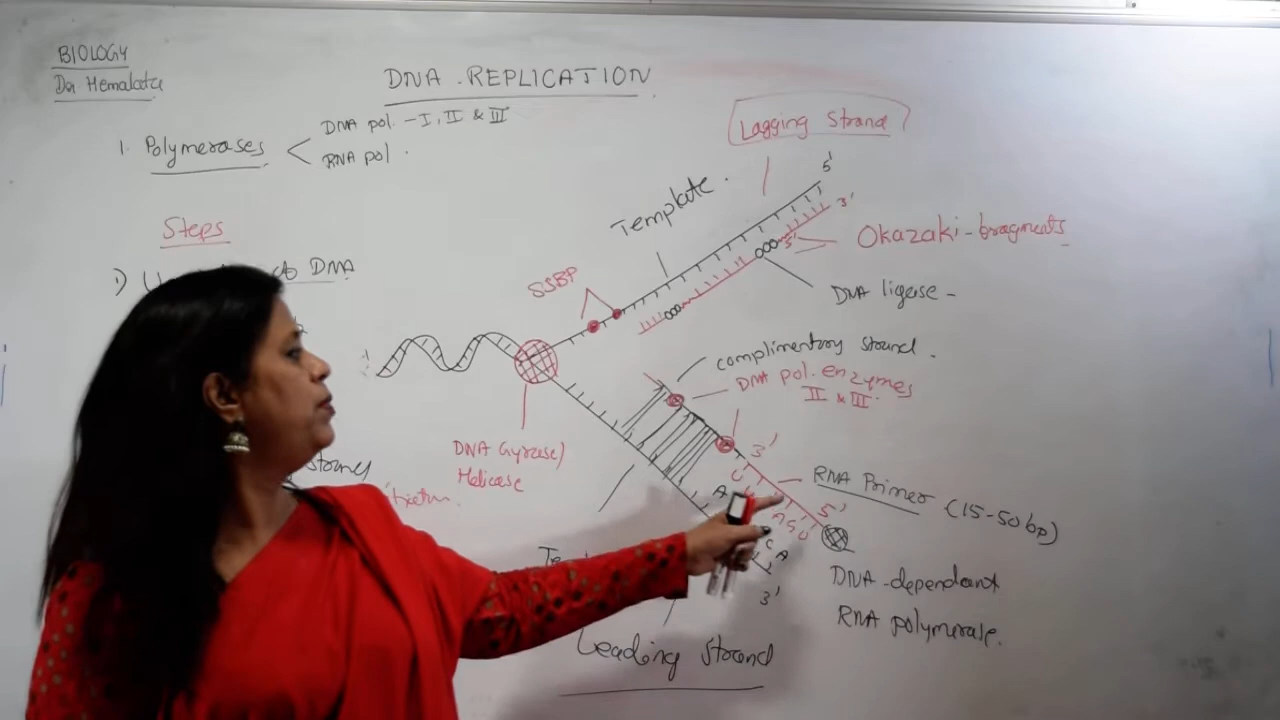 BIOLOGY
Dr Hemalata
DNA REPLICATION
1. Polymerases
DNA pol. - I, II & III
RNA pol.
Steps
1) DNA
Lagging Strand
Template.
5'
3'
5'
Okazaki-fragments
DNA ligase -
SSBP
complimentory strand.
DNA pol. enzymes
II & III.
DNA Gyrase/
Helicase
3'
U
A
RNA Primer (15-50 bp)
5'
A G U
C A
3'
DNA-dependant
RNA polymerase.
Leading Strand